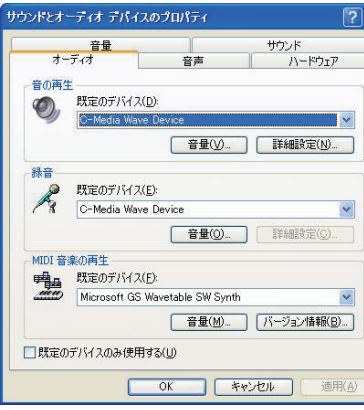 サウンドとオーディオ デバイスのプロパティ
音量 サウンド
オーディオ 音声 ハードウェア
音の再生
既定のデバイス(D):
C-Media Wave Device
音量(V)... 詳細設定(N)...
録音
既定のデバイス(E):
C-Media Wave Device
音量(O)... 詳細設定(C)...
MIDI 音楽の再生
既定のデバイス(F):
Microsoft GS Wavetable SW Synth
音量(M)... バージョン情報(B)...
既定のデバイスのみ使用する(U)
OK キャンセル 適用(A)